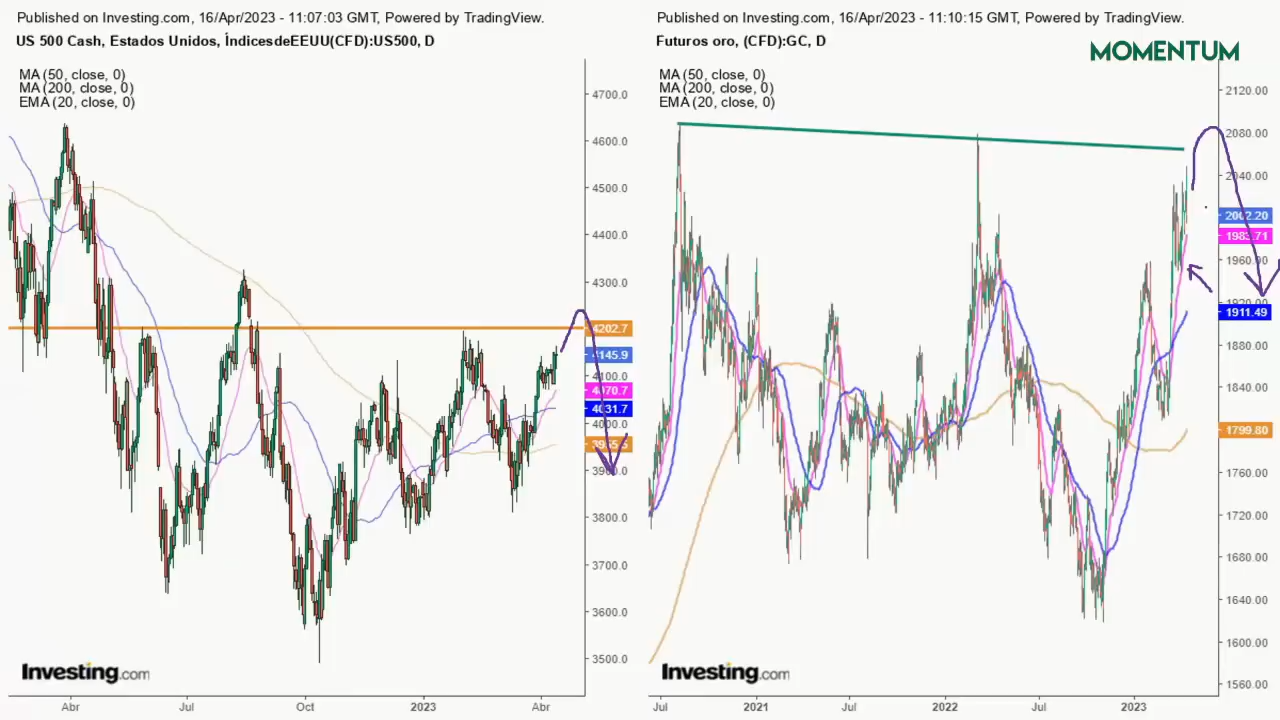 Published on Investing.com, 16/Apr/2023 - 11:07:03 GMT, Powered by TradingView.
US 500 Cash, Estados Unidos, ÍndicesdeEEUU(CFD):US500, D
MA (50, close, 0)
MA (200, close, 0)
EMA (20, close, 0)
4700.0
4600.0
4500.0
4400.0
4300.0
4202.7
4145.9
4100.0
4070.7
4031.7
4000.0
3800.0
3700.0
3600.0
3500.0
Investing.com
Abr
Jul
Oct
2023
Abr
Published on Investing.com, 16/Apr/2023 - 11:10:15 GMT, Powered by TradingView.
Futuros oro, (CFD):GC, D
MOMENTUM
MA (50, close, 0)
MA (200, close, 0)
EMA (20, close, 0)
2120.00
2080.00
2040.00
2002.20
1983.71
1960.00
1911.49
1880.00
1840.00
1799.80
1760.00
1720.00
1680.00
1640.00
1600.00
1560.00
Investing.com
Jul
2021
Jul
2022
Jul
2023